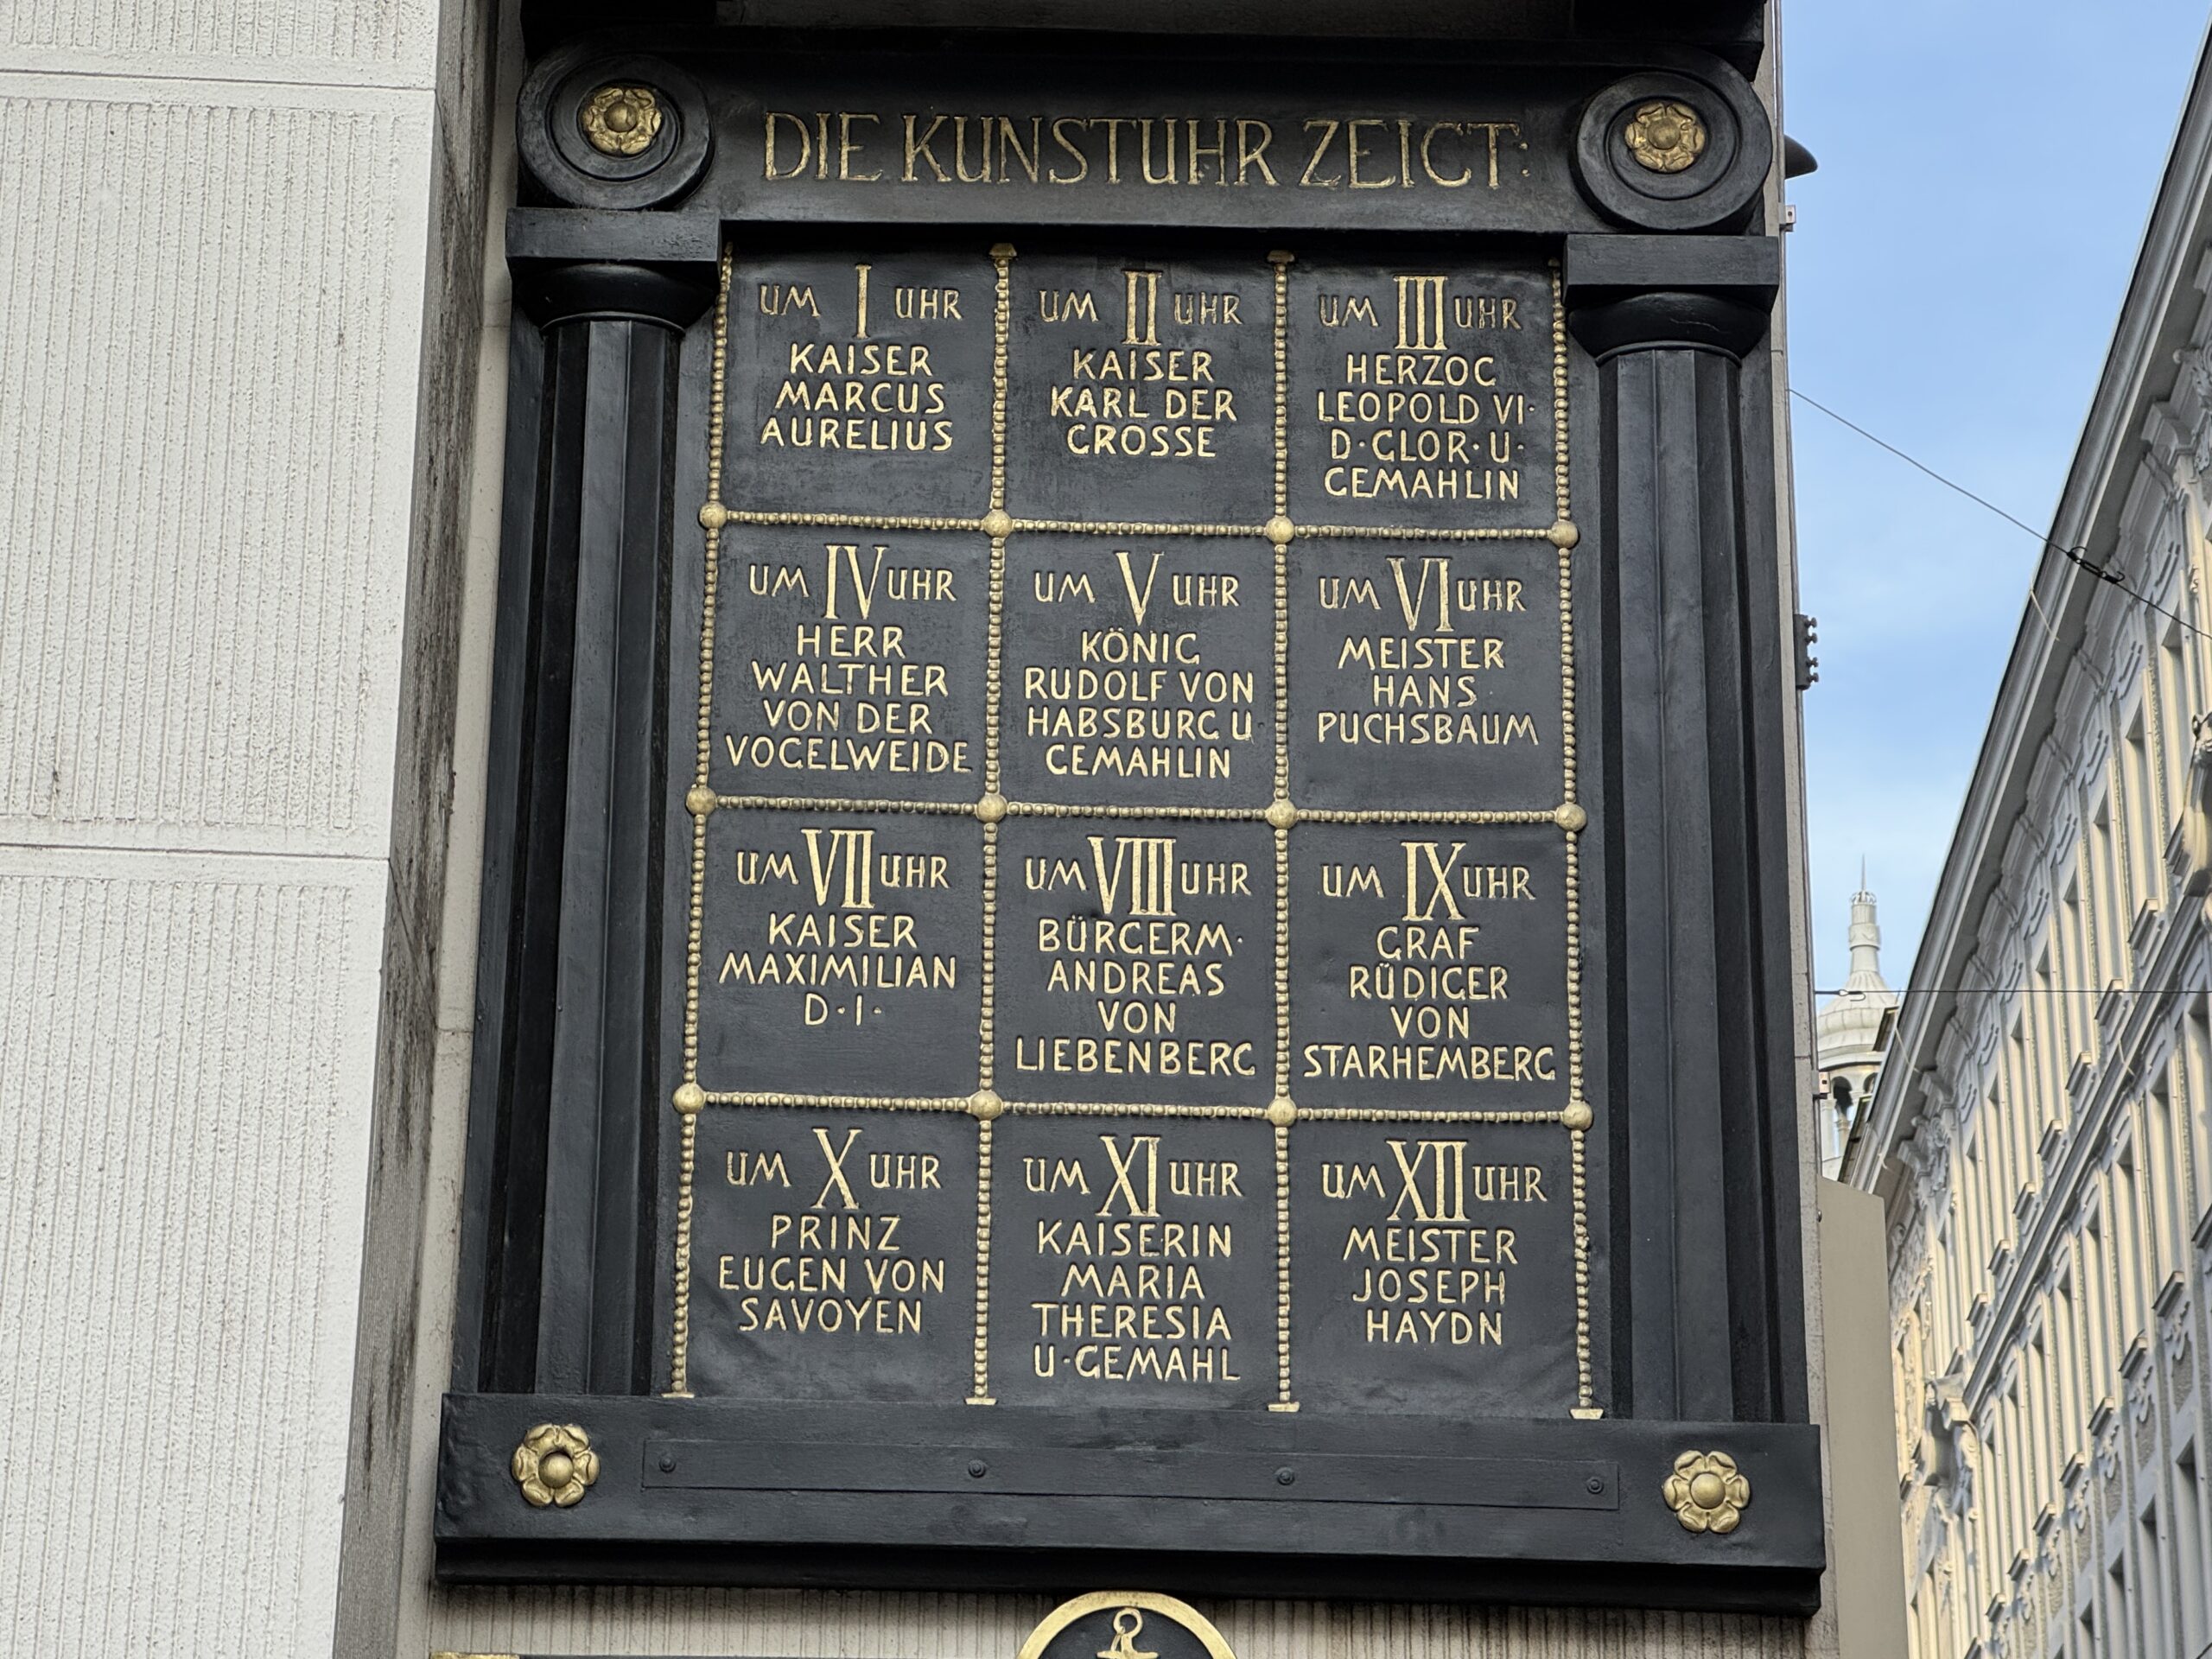 DIE KUNSTUHR ZEIGT:
UM I UHR
KAISER
MARCUS
AURELIUS
UM II UHR
KAISER
KARL DER
GROSSE
UM III UHR
HERZOG
LEOPOLD VI·
D·GLOR·U·
GEMAHLIN
UM IV UHR
HERR
WALTHER
VON DER
VOGELWEIDE
UM V UHR
KÖNIG
RUDOLF VON
HABSBURG U
GEMAHLIN
UM VI UHR
MEISTER
HANS
PUCHSBAUM
UM VII UHR
KAISER
MAXIMILIAN
D·I·
UM VIII UHR
BÜRGERM·
ANDREAS
VON
LIEBENBERG
UM IX UHR
GRAF
RÜDIGER
VON
STARHEMBERG
UM X UHR
PRINZ
EUGEN VON
SAVOYEN
UM XI UHR
KAISERIN
MARIA
THERESIA
U·GEMAHL
UM XII UHR
MEISTER
JOSEPH
HAYDN